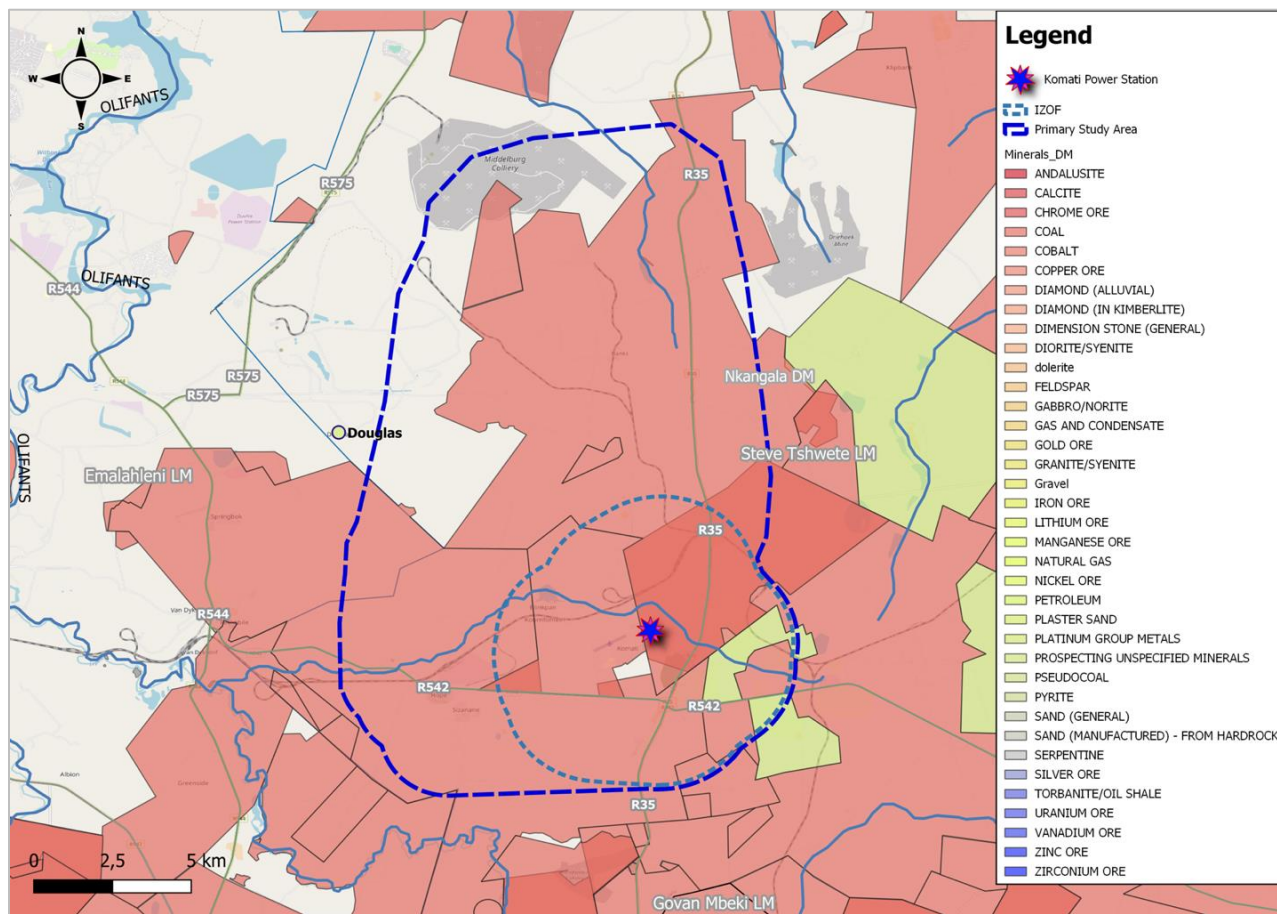 N
W
E
S
OLIFANTS
R575
Middelburg
Colliery
R35
OLIFANTS
R544
R575
R575
Nkangala DM
Douglas
Steve Tshwete LM
OLIFANTS
Emalahleni LM
R35
R544
R542
R542
R35
Albion
0 2,5 5 km
Govan Mbeki LM
Legend
Komati Power Station
IZOF
Primary Study Area
Minerals_DM
ANDALUSITE
CALCITE
CHROME ORE
COAL
COBALT
COPPER ORE
DIAMOND (ALLUVIAL)
DIAMOND (IN KIMBERLITE)
DIMENSION STONE (GENERAL)
DIORITE/SYENITE
dolerite
FELDSPAR
GABBRO/NORITE
GAS AND CONDENSATE
GOLD ORE
GRANITE/SYENITE
Gravel
IRON ORE
LITHIUM ORE
MANGANESE ORE
NATURAL GAS
NICKEL ORE
PETROLEUM
PLASTER SAND
PLATINUM GROUP METALS
PROSPECTING UNSPECIFIED MINERALS
PSEUDOCOAL
PYRITE
SAND (GENERAL)
SAND (MANUFACTURED) - FROM HARDROCK
SERPENTINE
SILVER ORE
TORBANITE/OIL SHALE
URANIUM ORE
VANADIUM ORE
ZINC ORE
ZIRCONIUM ORE